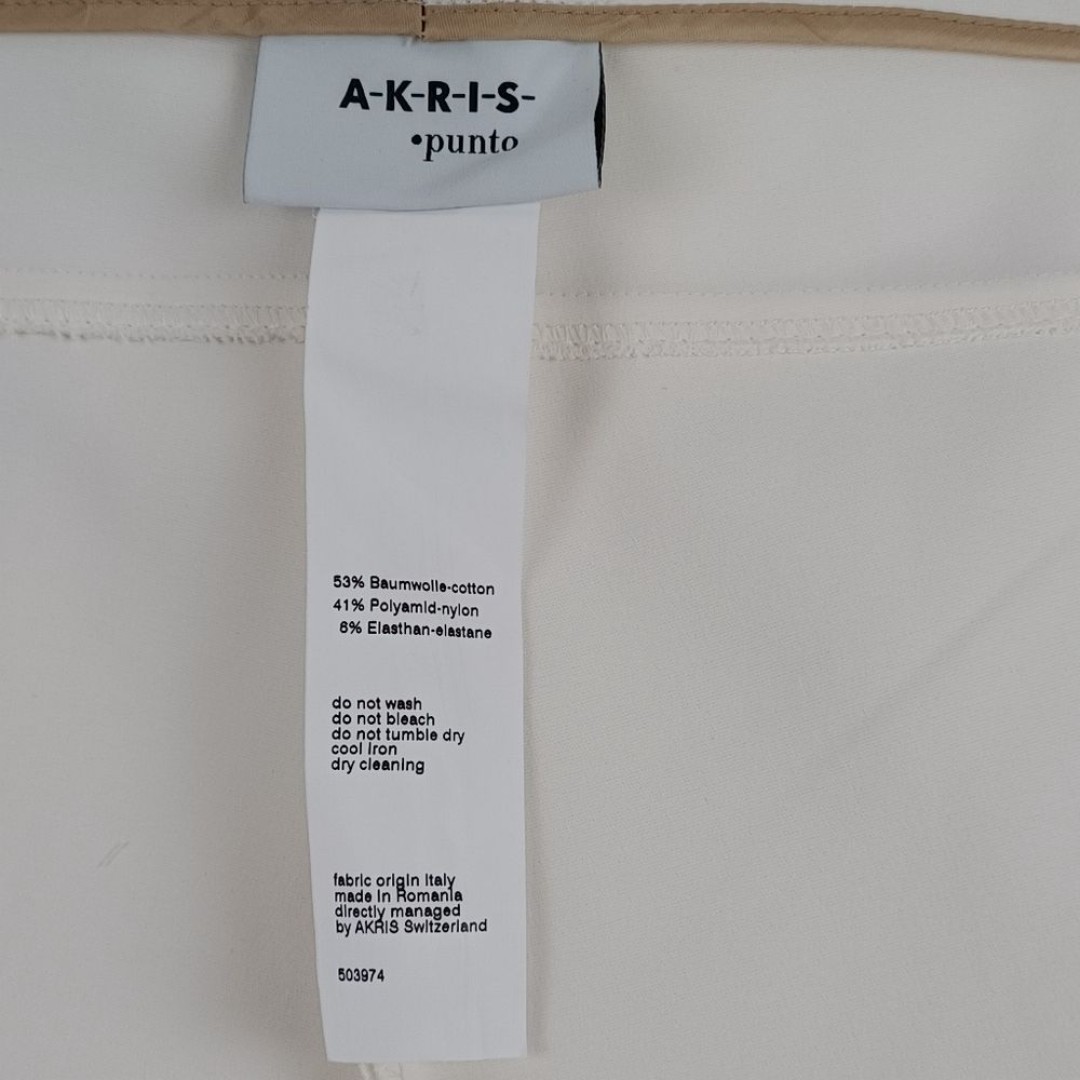 A-K-R-I-S-
•punto
53% Baumwolle-cotton
41% Polyamid-nylon
6% Elasthan-elastane
do not wash
do not bleach
do not tumble dry
cool iron
dry cleaning
fabric origin Italy
made in Romania
directly managed
by AKRIS Switzerland
503974